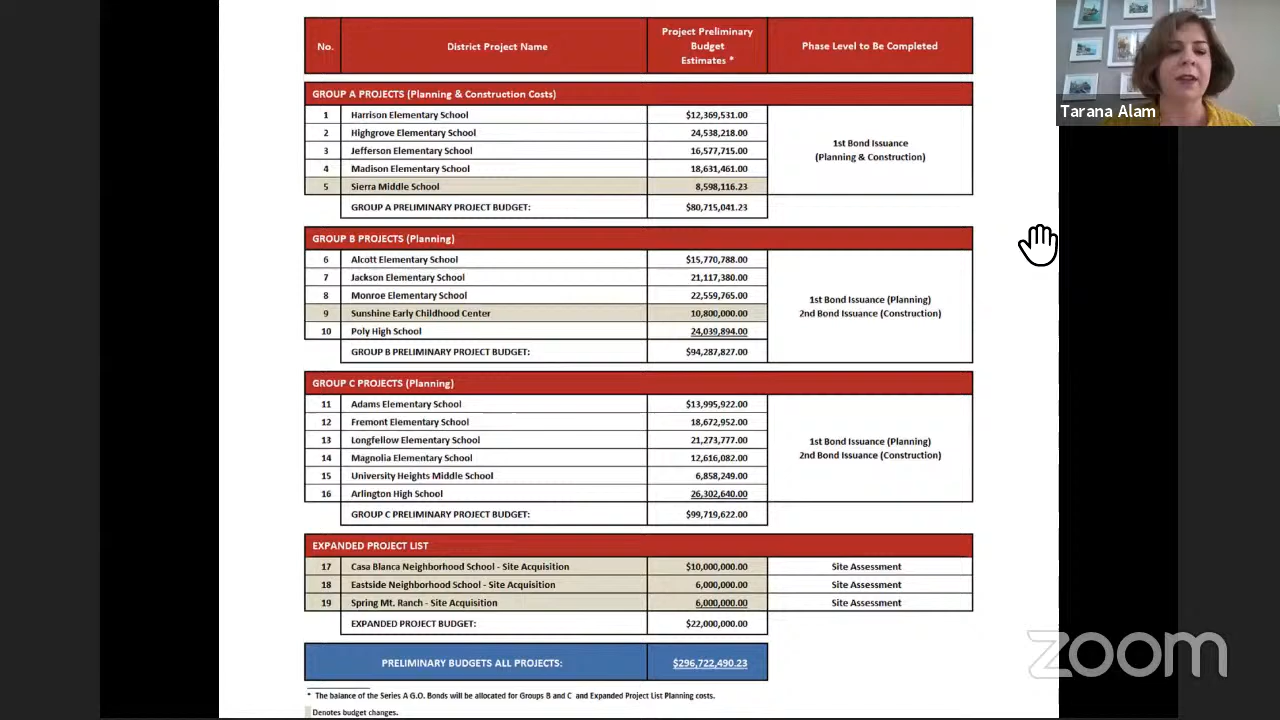 No. District Project Name Project Preliminary Budget Estimates * Phase Level to Be Completed
GROUP A PROJECTS (Planning & Construction Costs)
1 Harrison Elementary School $12,369,531.00
2 Highgrove Elementary School 24,538,218.00
3 Jefferson Elementary School 16,577,715.00
4 Madison Elementary School 18,631,461.00
5 Sierra Middle School 8,598,116.23
1st Bond Issuance
(Planning & Construction)
GROUP A PRELIMINARY PROJECT BUDGET: $80,715,041.23
GROUP B PROJECTS (Planning)
6 Alcott Elementary School $15,770,788.00
7 Jackson Elementary School 21,117,380.00
8 Monroe Elementary School 22,559,765.00
9 Sunshine Early Childhood Center 10,800,000.00
10 Poly High School 24,039,894.00
1st Bond Issuance (Planning)
2nd Bond Issuance (Construction)
GROUP B PRELIMINARY PROJECT BUDGET: $94,287,827.00
GROUP C PROJECTS (Planning)
11 Adams Elementary School $13,995,922.00
12 Fremont Elementary School 18,672,952.00
13 Longfellow Elementary School 21,273,777.00
14 Magnolia Elementary School 12,616,082.00
15 University Heights Middle School 6,858,249.00
16 Arlington High School 26,302,640.00
1st Bond Issuance (Planning)
2nd Bond Issuance (Construction)
GROUP C PRELIMINARY PROJECT BUDGET: $99,719,622.00
EXPANDED PROJECT LIST
17 Casa Blanca Neighborhood School - Site Acquisition $10,000,000.00 Site Assessment
18 Eastside Neighborhood School - Site Acquisition 6,000,000.00 Site Assessment
19 Spring Mt. Ranch - Site Acquisition 6,000,000.00 Site Assessment
EXPANDED PROJECT BUDGET: $22,000,000.00
PRELIMINARY BUDGETS ALL PROJECTS: $296,722,490.23
* The balance of the Series A G.O. Bonds will be allocated for Groups B and C and Expanded Project List Planning costs.
Denotes budget changes.
Tarana Alam
zoom